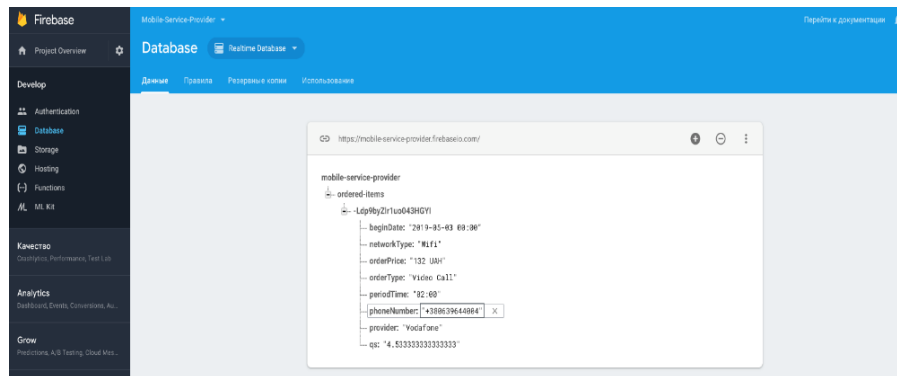 Firebase
Project Overview
Develop
Authentication
Database
Storage
Hosting
Functions
ML Kit
Качество
Crashlytics, Performance, Test Lab
Analytics
Dashboard, Events, Conversions, Au...
Grow
Predictions, A/B Testing, Cloud Mes...
Mobile-Service-Provider
Перейти к документации
Database
Realtime Database
Данные Правила Резервные копии Использование
https://mobile-service-provider.firebaseio.com/
mobile-service-provider
ordered-items
-Ldp9byZlr1uo043HGYI
beginDate: "2019-05-03 00:00"
networkType: "Wifi"
orderPrice: "132 UAH"
orderType: "Video Call"
periodTime: "02:00"
phoneNumber: "+380639644004" X
provider: "Vodafone"
qs: "4.533333333333333"